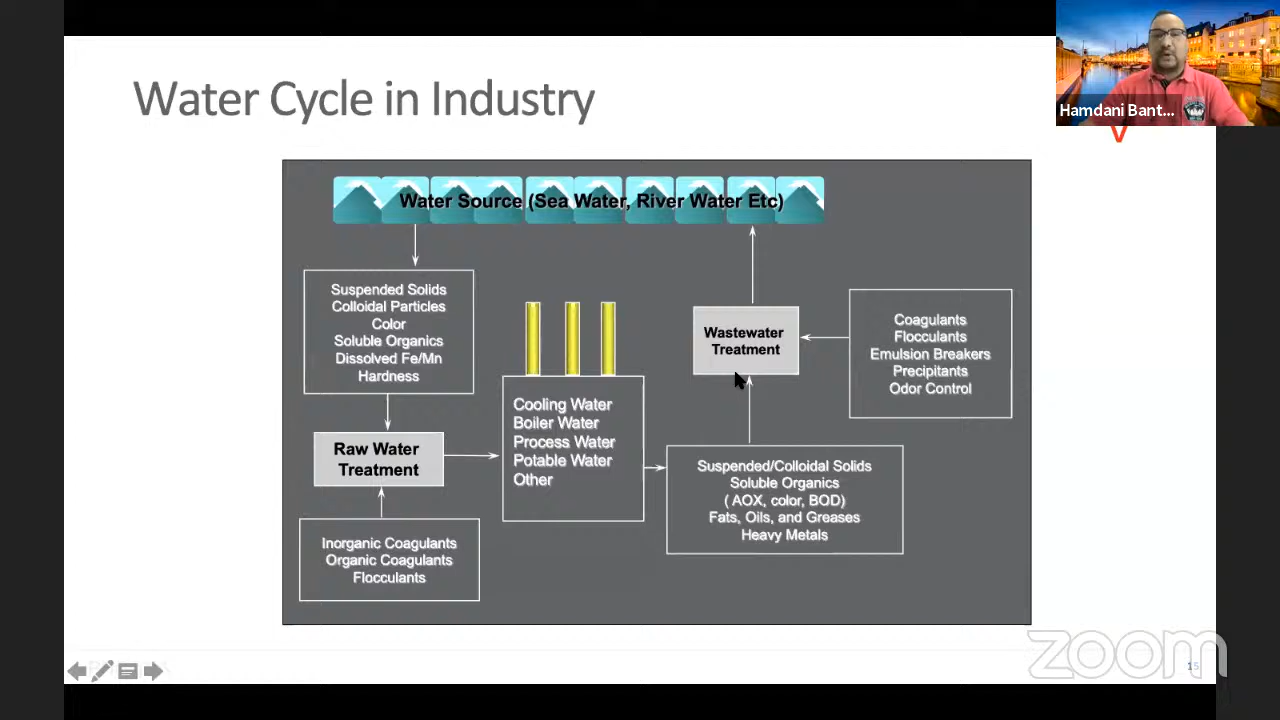 Water Cycle in Industry
Hamdani Bant...
V
Water Source (Sea Water, River Water Etc)
Suspended Solids
Colloidal Particles
Color
Soluble Organics
Dissolved Fe/Mn
Hardness
Raw Water
Treatment
Inorganic Coagulants
Organic Coagulants
Flocculants
Cooling Water
Boiler Water
Process Water
Potable Water
Other
Suspended/Colloidal Solids
Soluble Organics
( AOX, color, BOD)
Fats, Oils, and Greases
Heavy Metals
Wastewater
Treatment
Coagulants
Flocculants
Emulsion Breakers
Precipitants
Odor Control
zoom
15